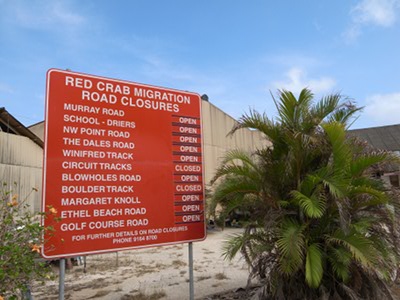 RED CRAB MIGRATION
ROAD CLOSURES
MURRAY ROAD OPEN
SCHOOL - DRIERS OPEN
NW POINT ROAD OPEN
THE DALES ROAD OPEN
WINIFRED TRACK OPEN
CIRCUIT TRACKS CLOSED
BLOWHOLES ROAD OPEN
BOULDER TRACK CLOSED
MARGARET KNOLL OPEN
ETHEL BEACH ROAD OPEN
GOLF COURSE ROAD OPEN
FOR FURTHER DETAILS ON ROAD CLOSURES
PHONE 9164 8700